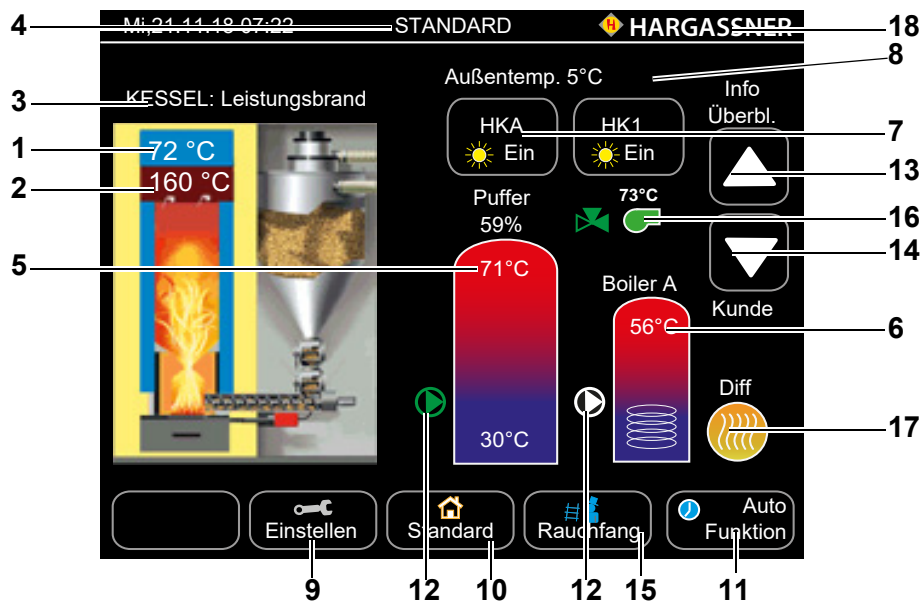 4
Mi,21.11.18 07:22
STANDARD
H
HARGASSNER
18
8
3
KESSEL: Leistungsbrand
Außentemp. 5°C
Info
Überbl.
1
72 °C
HKA
Ein
HK1
Ein
7
2
160 °C
13
Puffer
59%
73°C
16
5
71°C
14
Boiler A
Kunde
56°C
6
Diff
17
30°C
Einstellen
Standard
Rauchfang
Auto
Funktion
9
12
10
12
15
11